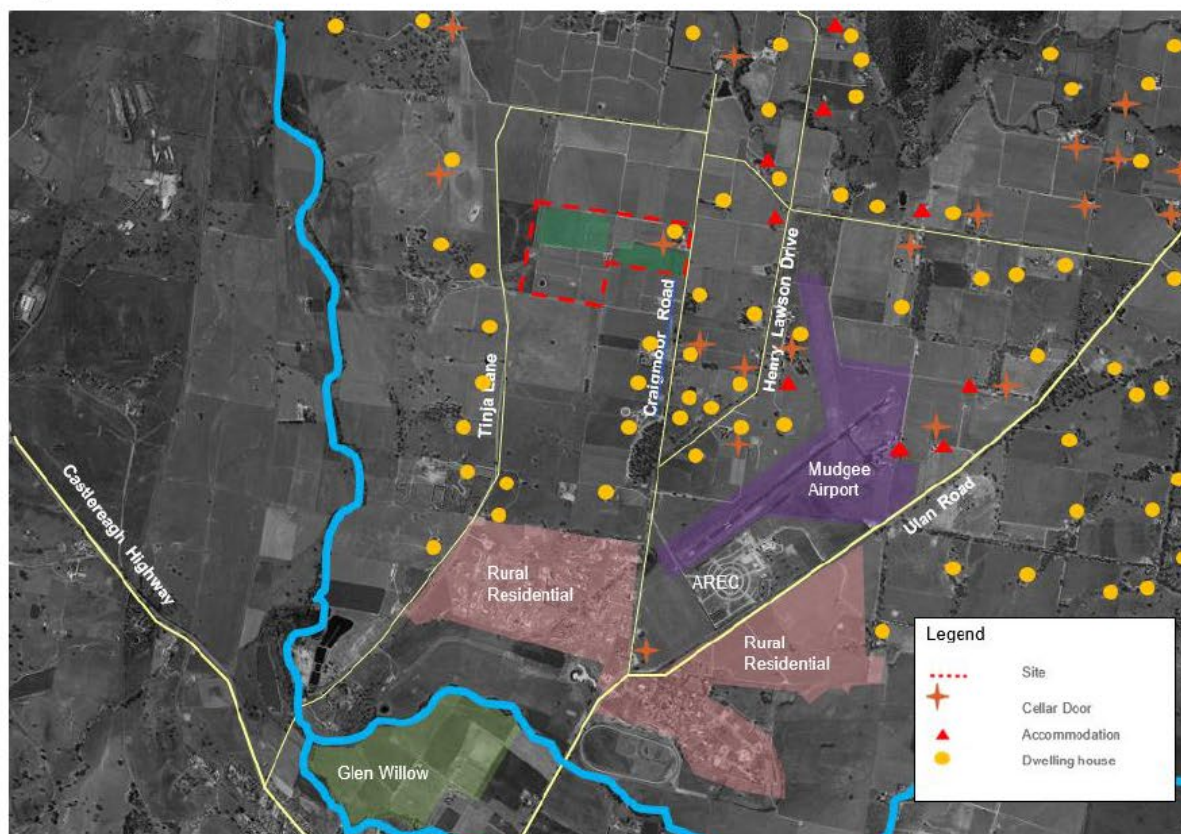 Craigmoor Road
Henry Lawson Drive
Tinja Lane
Castlereagh Highway
Mudgee
Airport
Ulan Road
AREC
Rural
Residential
Rural
Residential
Glen Willow
Legend
Site
Cellar Door
Accommodation
Dwelling house